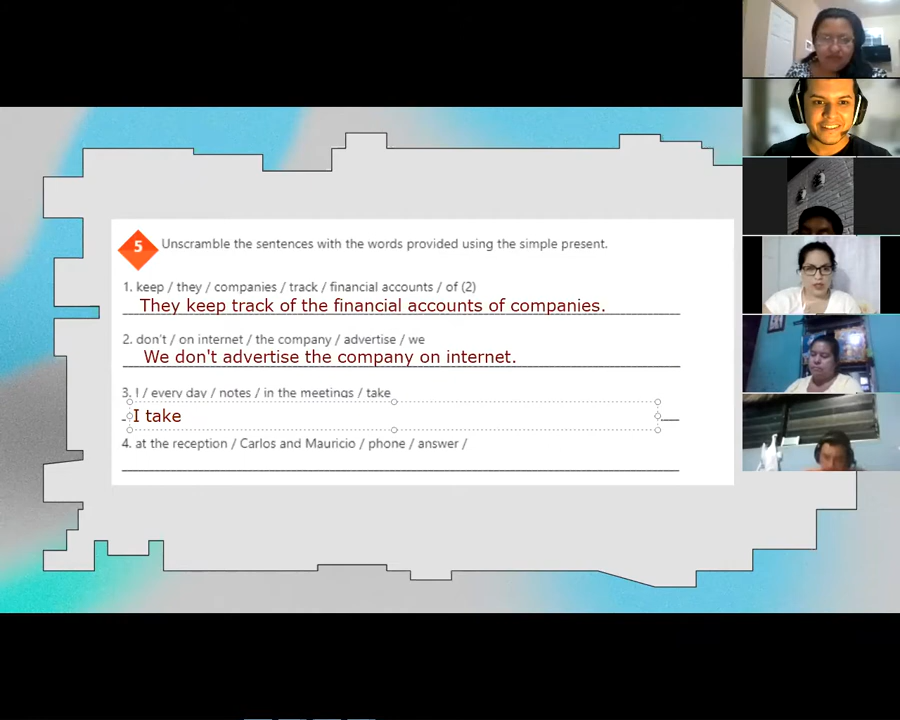 5 Unscramble the sentences with the words provided using the simple present.
1. keep / they / companies / track / financial accounts / of (2)
They keep track of the financial accounts of companies.
2. don't / on internet / the company / advertise / we
We don't advertise the company on internet.
3. I / every day / notes / in the meetings / take
I take
4. at the reception / Carlos and Mauricio / phone / answer /